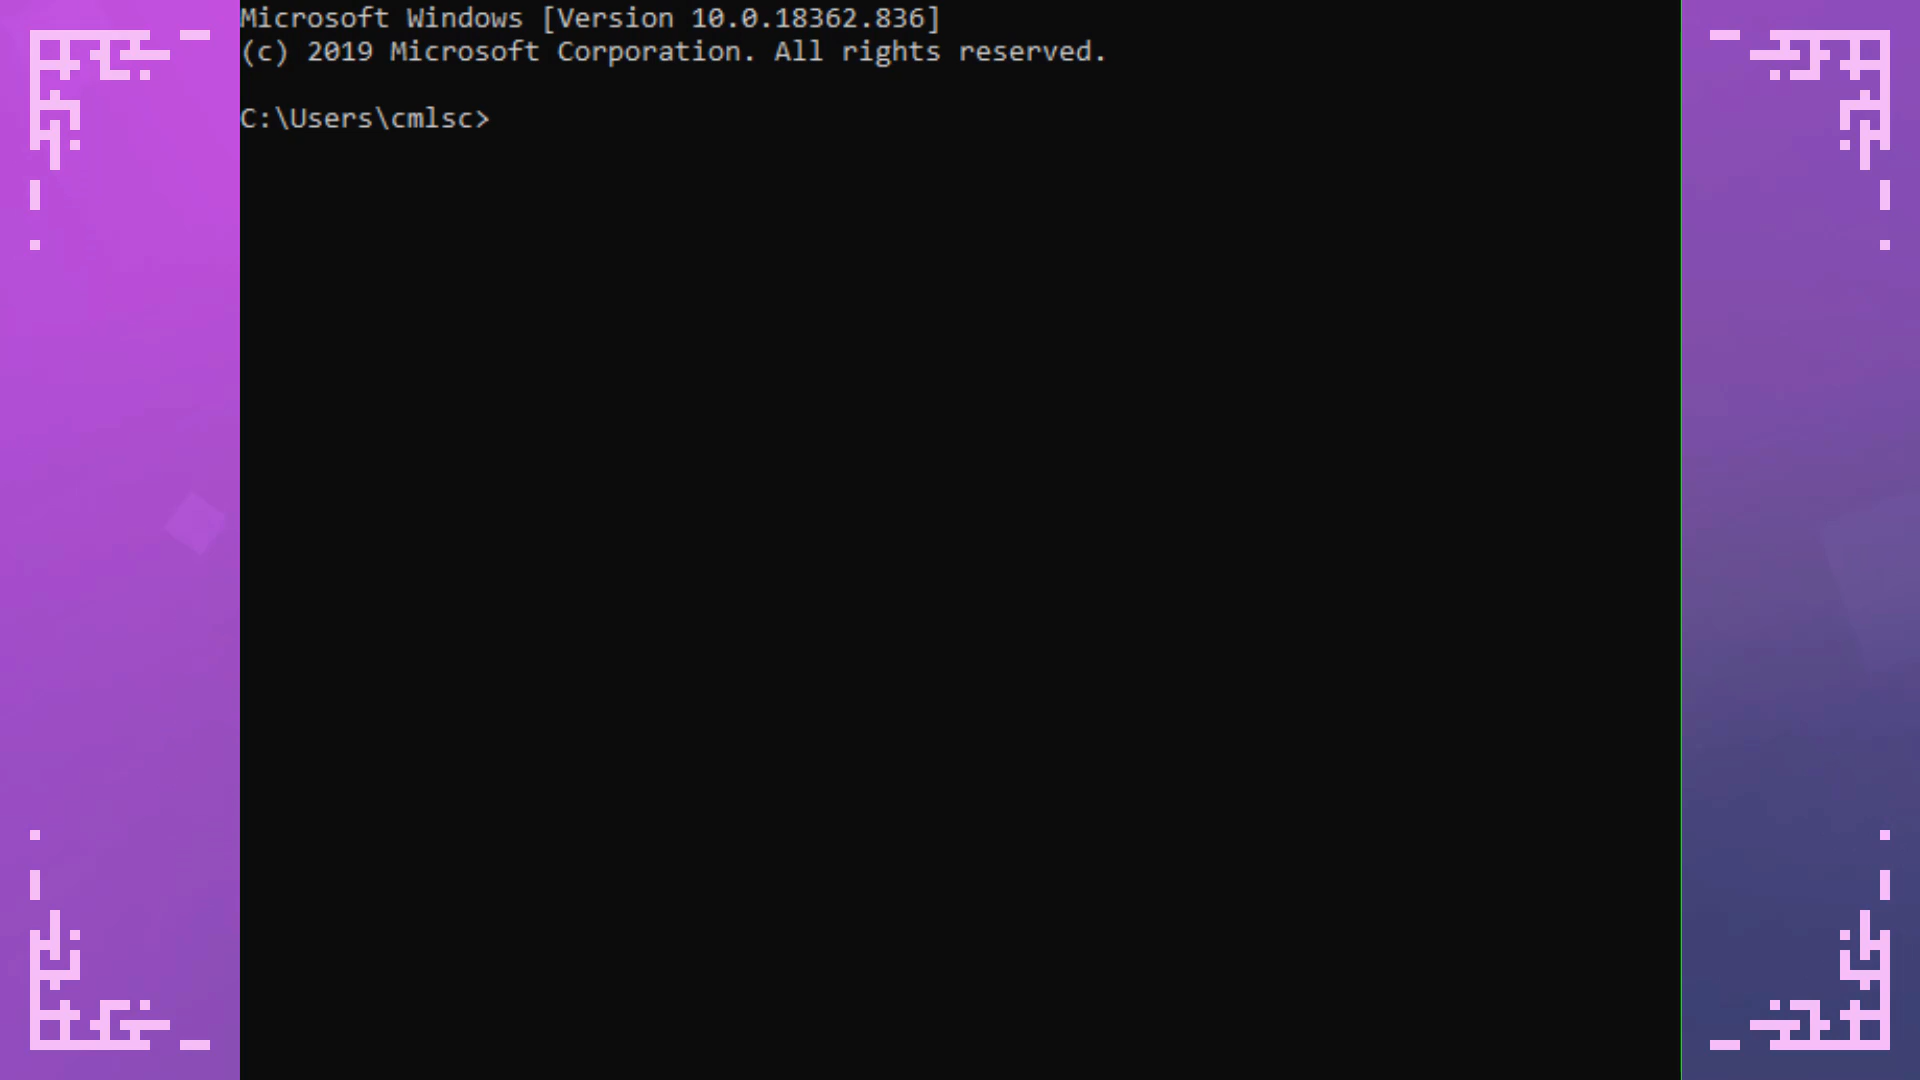 Microsoft Windows [Version 10.0.18362.836]
(c) 2019 Microsoft Corporation. All rights reserved.
C:\Users\cmlsc>